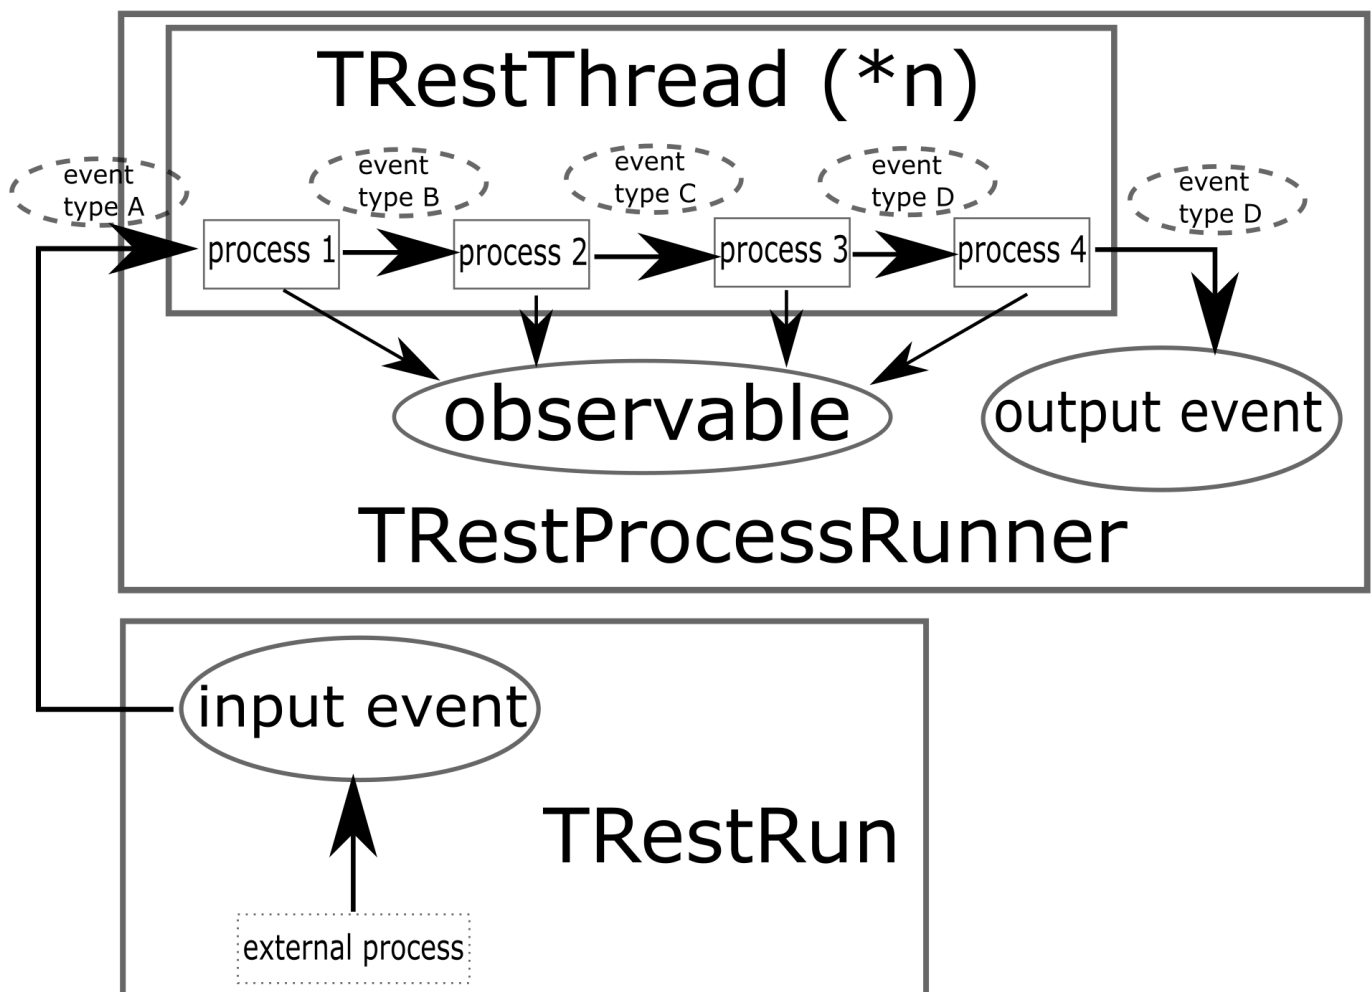 TRestThread (*n)
event
type A
event
type B
event
type C
event
type D
event
type D
process 1
process 2
process 3
process 4
observable
output event
TRestProcessRunner
input event
TRestRun
external process